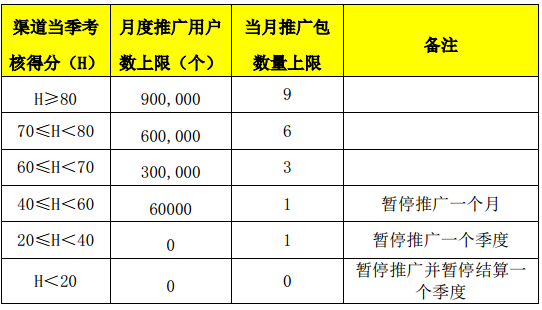 渠道当季考核得分（H） 月度推广用户数上限（个） 当月推广包数量上限 备注
H≥80 900,000 9
70≤H＜80 600,000 6
60≤H＜70 300,000 3
40≤H＜60 60000 1 暂停推广一个月
20≤H＜40 0 1 暂停推广一个季度
H＜20 0 0 暂停推广并暂停结算一个季度